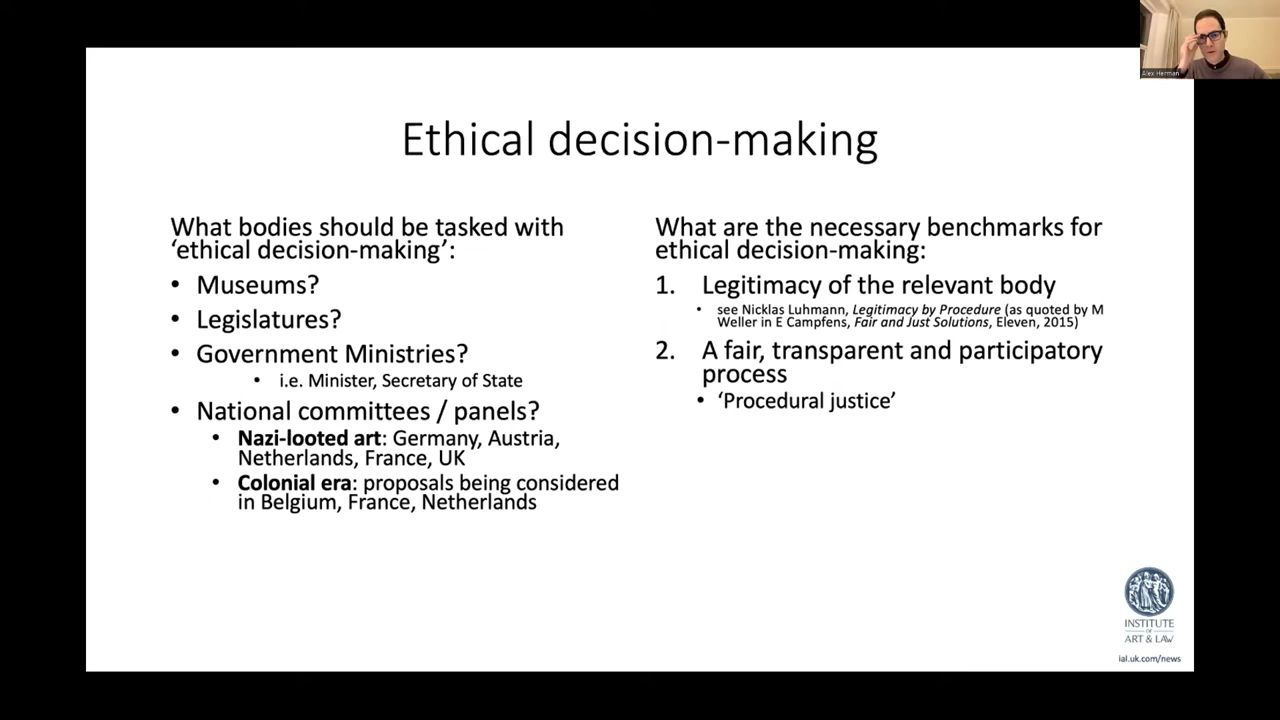 Alex Herman
Ethical decision-making
What bodies should be tasked with
‘ethical decision-making’:
• Museums?
• Legislatures?
• Government Ministries?
• i.e. Minister, Secretary of State
• National committees / panels?
• Nazi-looted art: Germany, Austria,
Netherlands, France, UK
• Colonial era: proposals being considered
in Belgium, France, Netherlands
What are the necessary benchmarks for
ethical decision-making:
1. Legitimacy of the relevant body
• see Nicklas Luhmann, Legitimacy by Procedure (as quoted by M
Weller in E Campfens, Fair and Just Solutions, Eleven, 2015)
2. A fair, transparent and participatory
process
• ‘Procedural justice’
INSTITUTE
OF
ART & LAW
ial.uk.com/news